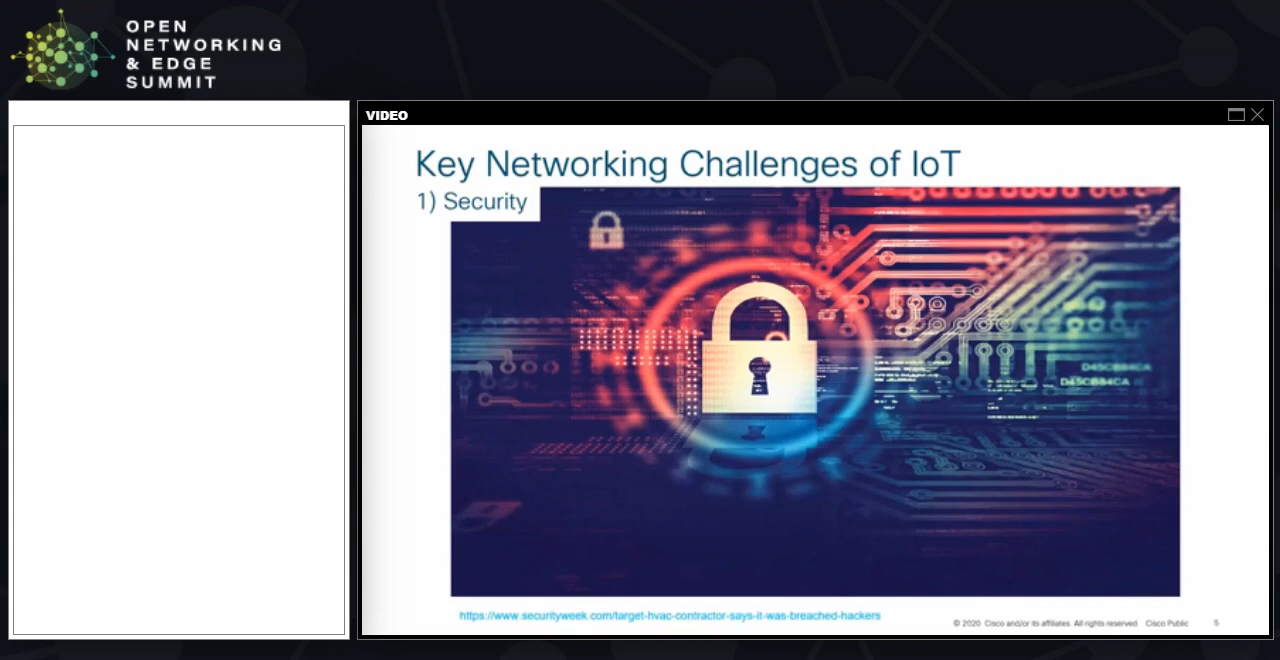 OPEN
NETWORKING
& EDGE
SUMMIT
VIDEO
Key Networking Challenges of IoT
1) Security
D45CB84CA
D45CB84CA
https://www.securityweek.com/target-hvac-contractor-says-it-was-breached-hackers
© 2020 Cisco and/or its affiliates. All rights reserved. Cisco Public
5